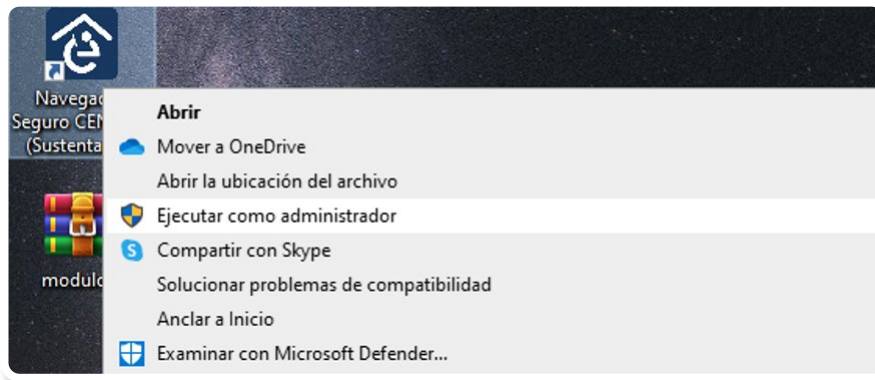 Navegad
Seguro CEN
(Sustenta
modulo
Abrir
Mover a OneDrive
Abrir la ubicación del archivo
Ejecutar como administrador
S
Compartir con Skype
Solucionar problemas de compatibilidad
Anclar a Inicio
Examinar con Microsoft Defender...